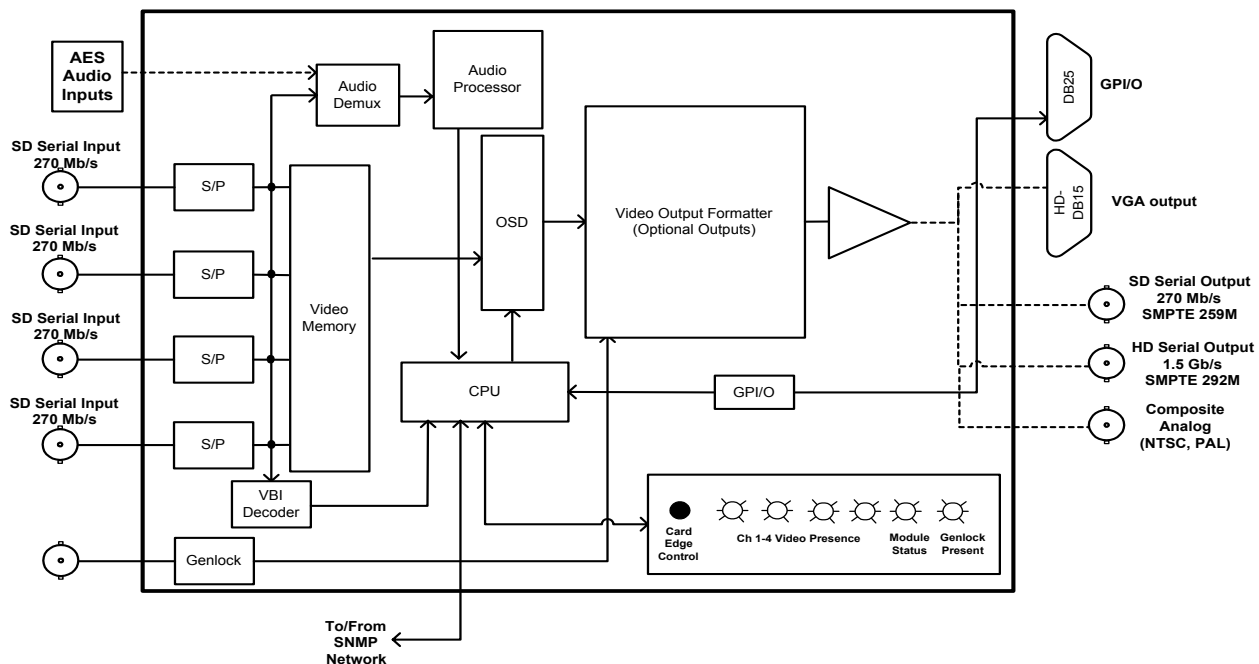 AES
Audio
Inputs
Audio
Demux
Audio
Processor
DB25
GPI/O
SD Serial Input
270 Mb/s
S/P
HD-
DB15
VGA output
SD Serial Input
270 Mb/s
S/P
OSD
Video Output Formatter
(Optional Outputs)
SD Serial Output
270 Mb/s
SMPTE 259M
SD Serial Input
270 Mb/s
S/P
Video
Memory
HD Serial Output
1.5 Gb/s
SMPTE 292M
CPU
GPI/O
SD Serial Input
270 Mb/s
S/P
Composite
Analog
(NTSC, PAL)
VBI
Decoder
Card
Edge
Control
Ch 1-4 Video Presence
Module
Status
Genlock
Present
Genlock
To/From
SNMP
Network